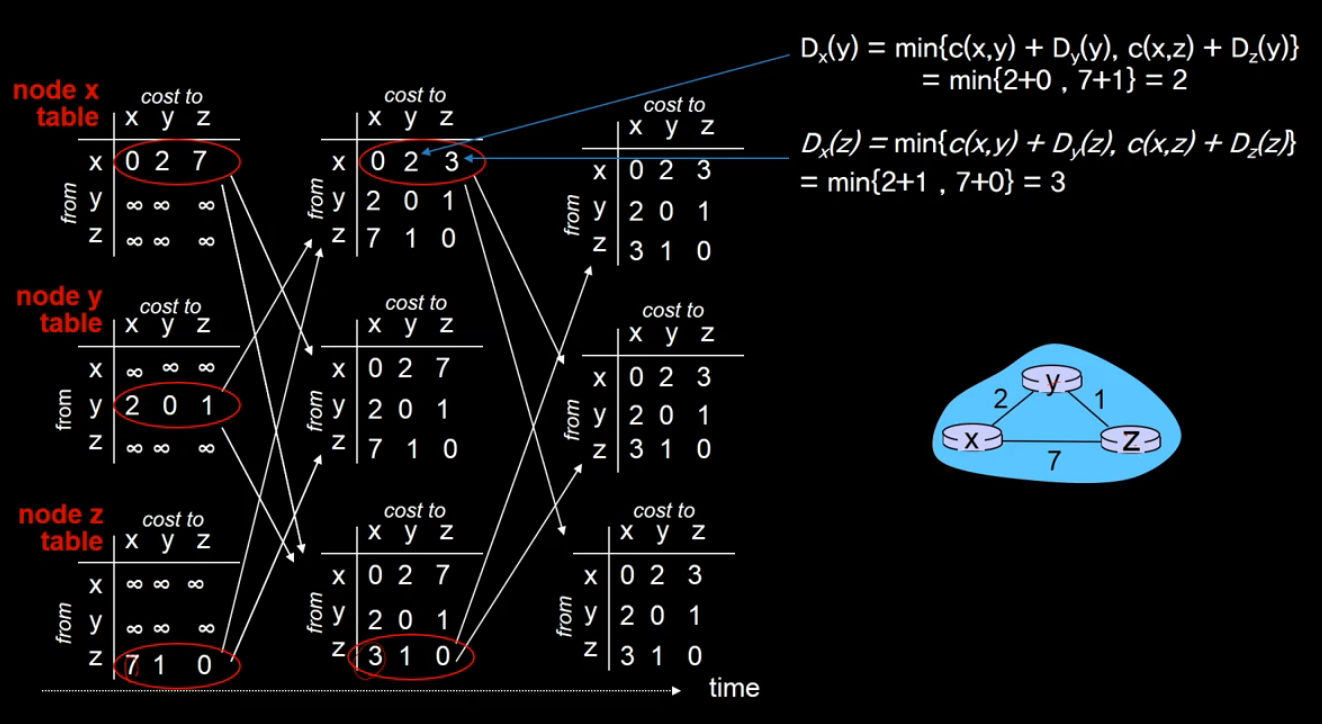 Dx(y) = min{c(x,y) + Dy(y), c(x,z) + Dz(y)}
= min{2+0 , 7+1} = 2
Dx(z) = min{c(x,y) + Dy(z), c(x,z) + Dz(z)}
= min{2+1 , 7+0} = 3
node x
table
cost to
x y z
from
x 0 2 7
y ∞ ∞ ∞
z ∞ ∞ ∞
cost to
x y z
from
x 0 2 3
y 2 0 1
z 7 1 0
cost to
x y z
from
x 0 2 3
y 2 0 1
z 3 1 0
node y
table
cost to
x y z
from
x ∞ ∞ ∞
y 2 0 1
z ∞ ∞ ∞
cost to
x y z
from
x 0 2 7
y 2 0 1
z 7 1 0
cost to
x y z
from
x 0 2 3
y 2 0 1
z 3 1 0
y
2 1
x z
7
node z
table
cost to
x y z
from
x ∞ ∞ ∞
y ∞ ∞ ∞
z 7 1 0
cost to
x y z
from
x 0 2 7
y 2 0 1
z 3 1 0
cost to
x y z
from
x 0 2 3
y 2 0 1
z 3 1 0
time